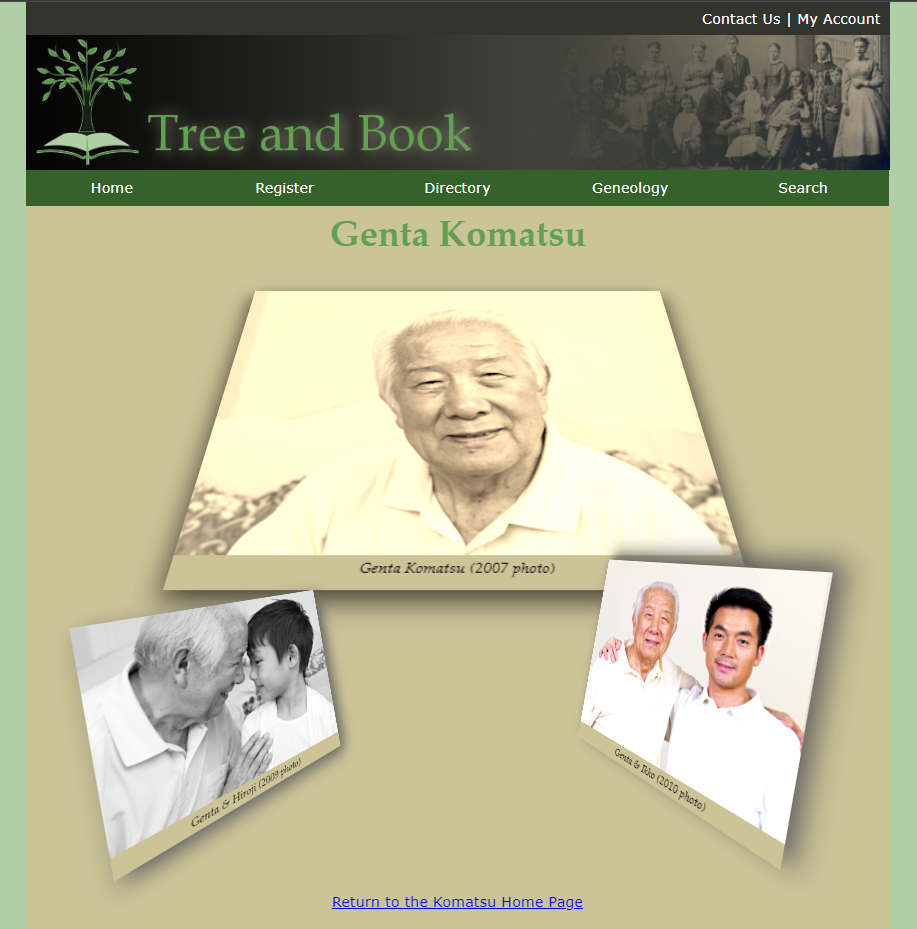 Contact Us | My Account
Tree and Book
Home Register Directory Geneology Search
Genta Komatsu
Genta Komatsu (2007 photo)
Genta & Hiroji (2009 photo)
Genta & Ikko (2010 photo)
Return to the Komatsu Home Page